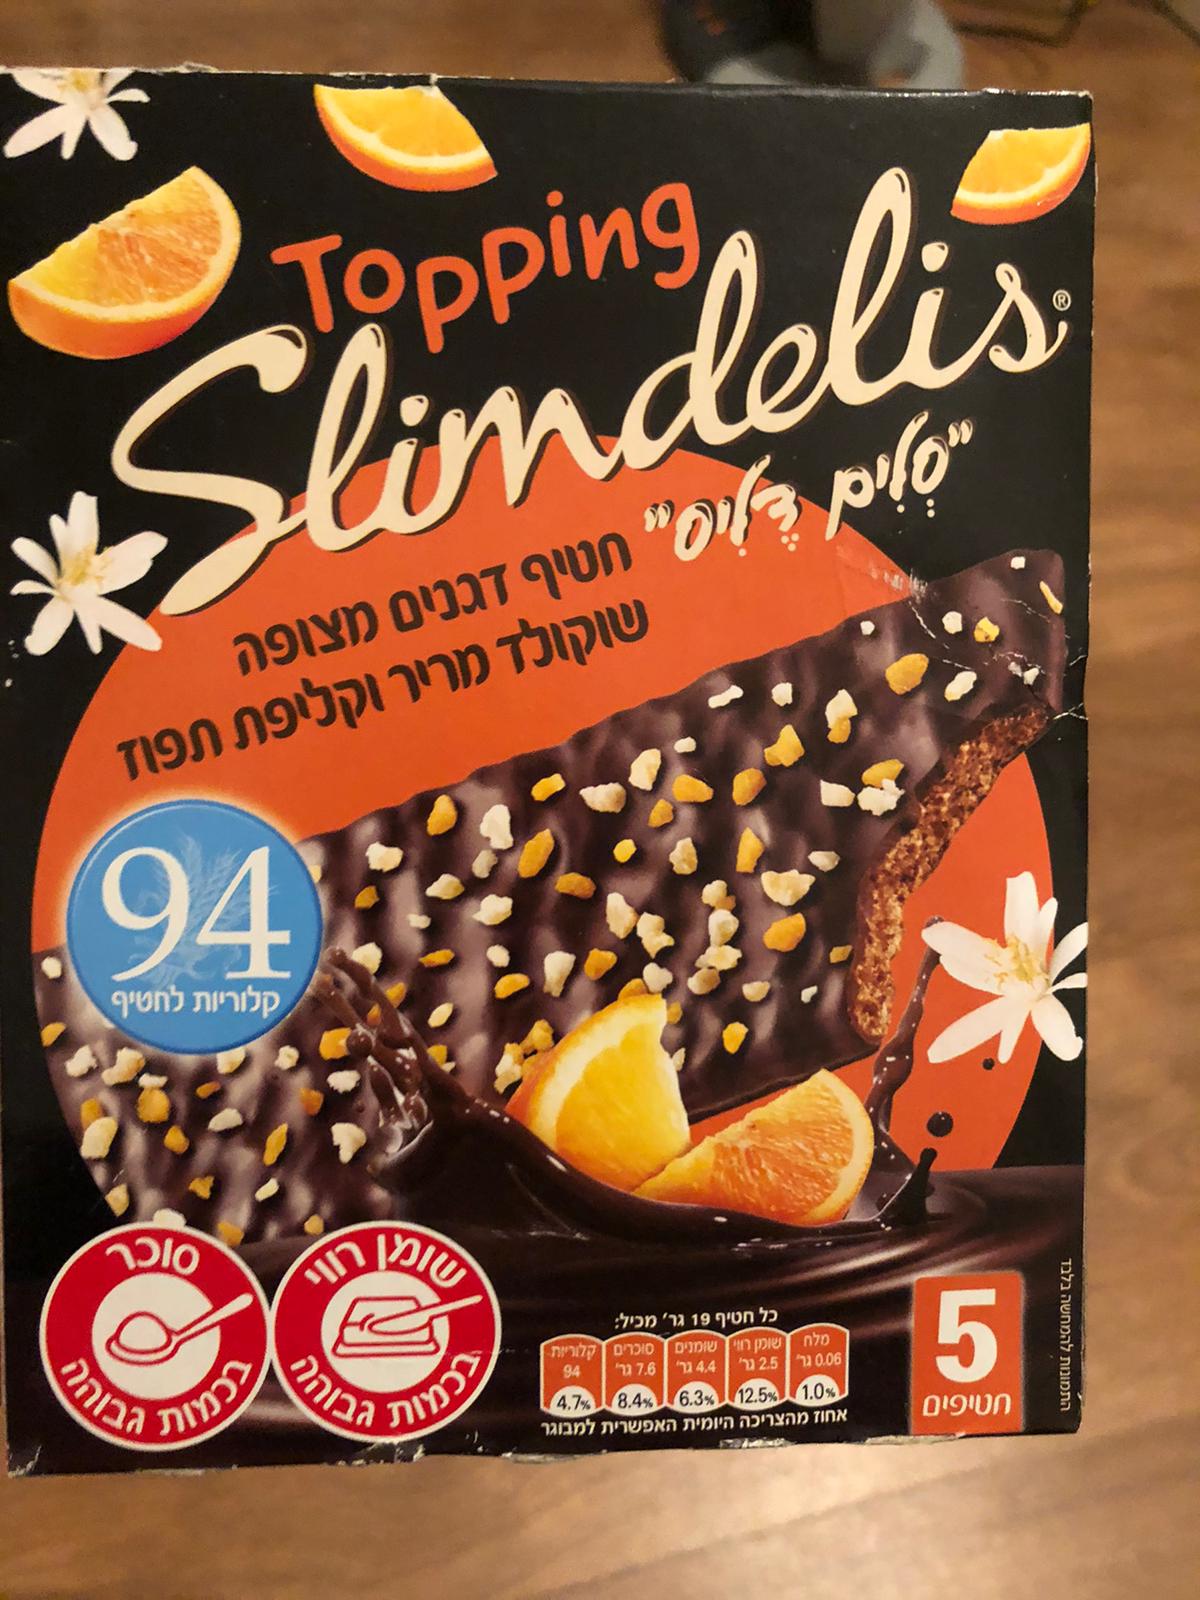 Topping
Slimdelis®
"סְלִים דֶלִיס"
חטיף דגנים מצופה
שוקולד מריר וקליפת תפוז
94
קלוריות לחטיף
סוכר
בכמות גבוהה
שומן רווי
בכמות גבוהה
כל חטיף 19 גר' מכיל:
קלוריות סוכרים שומנים שומן רווי מלח
94 7.6 גר' 4.4 גר' 2.5 גר' 0.06 גר'
4.7% 8.4% 6.3% 12.5% 1.0%
אחוז מהצריכה היומית האפשרית למבוגר
5
חטיפים
התמונות להמחשה בלבד